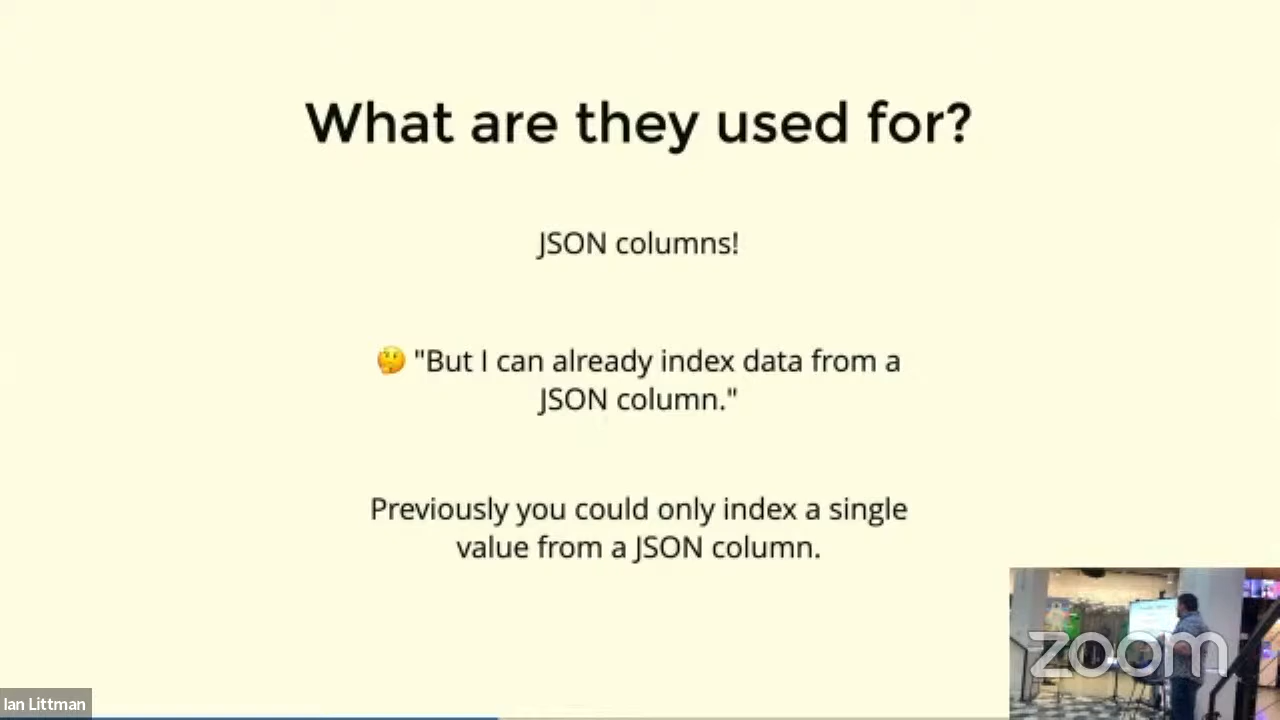 What are they used for?
JSON columns!
🤔 "But I can already index data from a
JSON column."
Previously you could only index a single
value from a JSON column.
zoom
Ian Littman